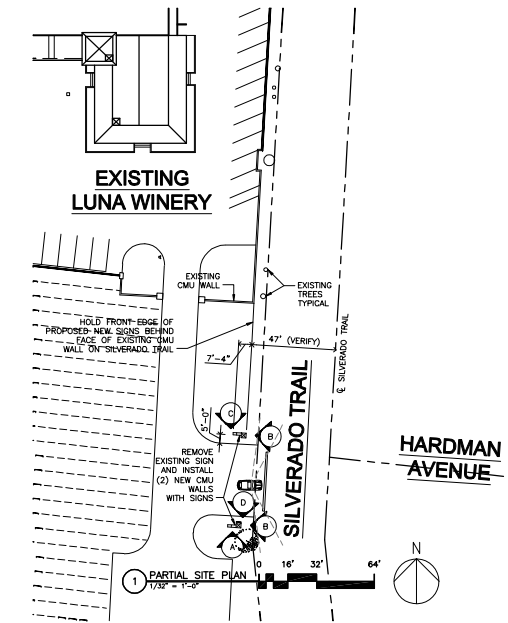 EXISTING
LUNA WINERY
EXISTING
CMU WALL
EXISTING
TREES
TYPICAL
HOLD FRONT EDGE OF
PROPOSED NEW SIGNS BEHIND
FACE OF EXISTING CMU
WALL ON SILVERADO TRAIL
47' (VERIFY)
7'-4"
℄ SILVERADO TRAIL
SILVERADO TRAIL
HARDMAN
AVENUE
C
5'-0"
B
REMOVE
EXISTING SIGN
AND INSTALL
(2) NEW CMU
WALLS
WITH SIGNS
D
B
A
N
1 PARTIAL SITE PLAN
1/32" = 1'-0"
0 16' 32' 64'